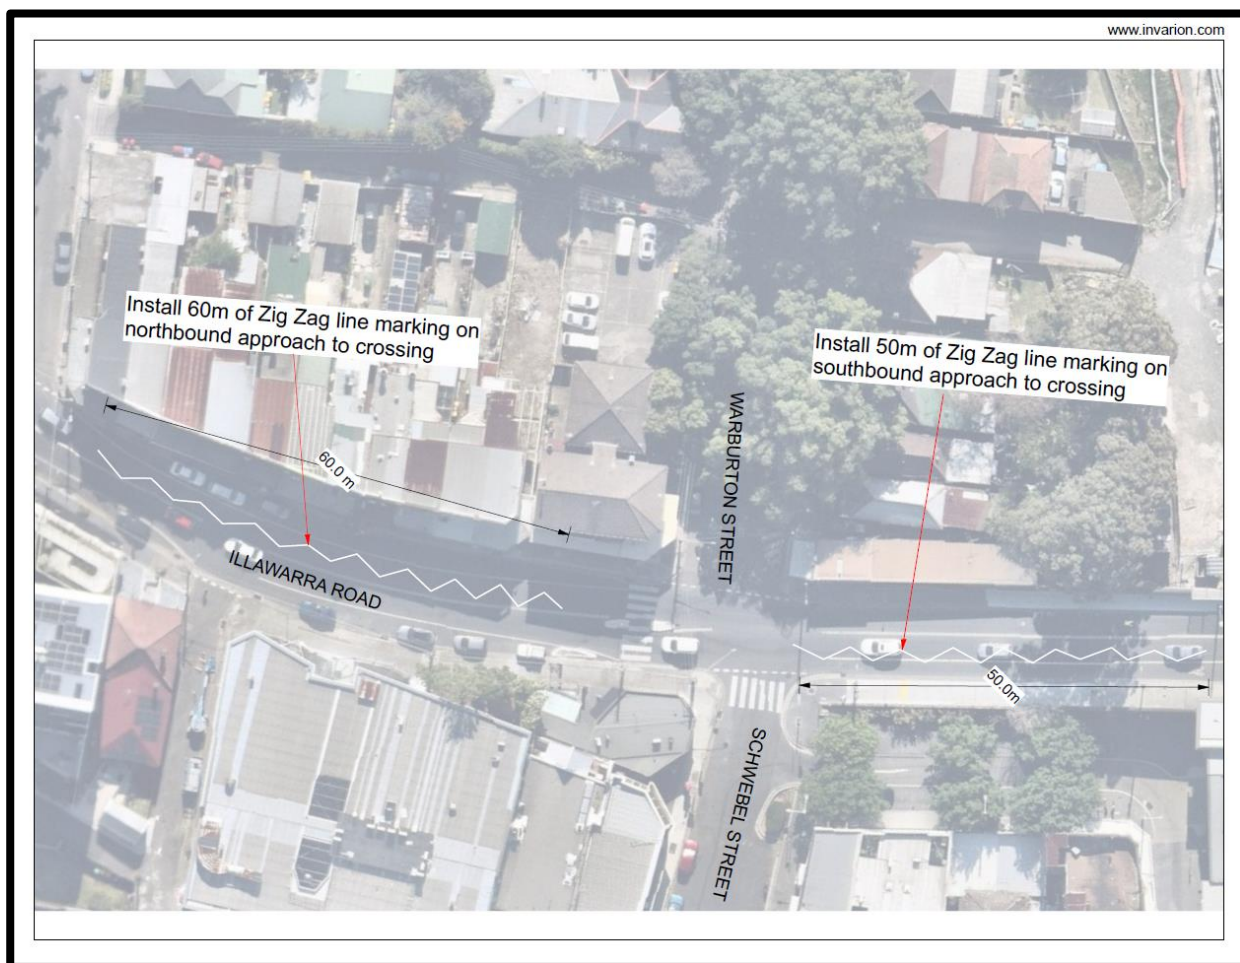 www.invarion.com
Install 60m of Zig Zag line marking on
northbound approach to crossing
Install 50m of Zig Zag line marking on
southbound approach to crossing
60.0 m
WARBURTON STREET
ILLAWARRA ROAD
50.0m
SCHWEBEL STREET